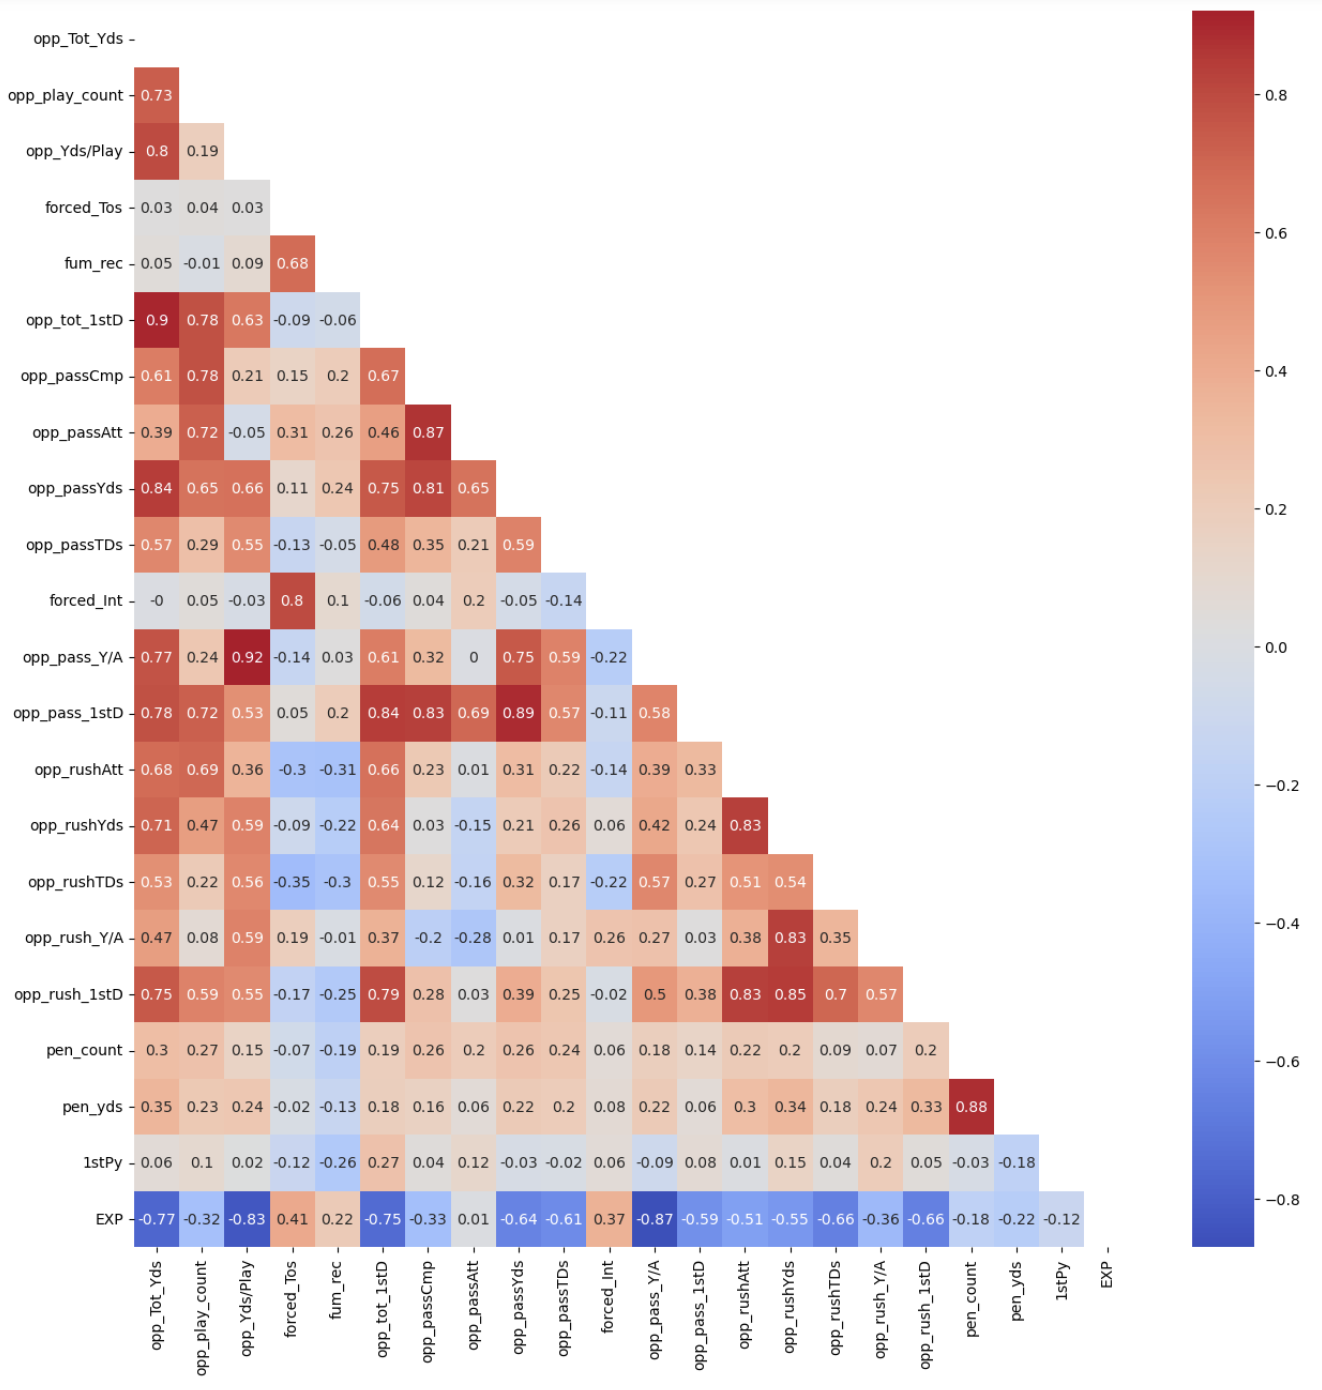 opp_Tot_Yds
opp_play_count 0.73
opp_Yds/Play 0.8 0.19
forced_Tos 0.03 0.04 0.03
fum_rec 0.05 -0.01 0.09 0.68
opp_tot_1stD 0.9 0.78 0.63 -0.09 -0.06
opp_passCmp 0.61 0.78 0.21 0.15 0.2 0.67
opp_passAtt 0.39 0.72 -0.05 0.31 0.26 0.46 0.87
opp_passYds 0.84 0.65 0.66 0.11 0.24 0.75 0.81 0.65
opp_passTDs 0.57 0.29 0.55 -0.13 -0.05 0.48 0.35 0.21 0.59
forced_Int -0 0.05 -0.03 0.8 0.1 -0.06 0.04 0.2 -0.05 -0.14
opp_pass_Y/A 0.77 0.24 0.92 -0.14 0.03 0.61 0.32 0 0.75 0.59 -0.22
opp_pass_1stD 0.78 0.72 0.53 0.05 0.2 0.84 0.83 0.69 0.89 0.57 -0.11 0.58
opp_rushAtt 0.68 0.69 0.36 -0.3 -0.31 0.66 0.23 0.01 0.31 0.22 -0.14 0.39 0.33
opp_rushYds 0.71 0.47 0.59 -0.09 -0.22 0.64 0.03 -0.15 0.21 0.26 0.06 0.42 0.24 0.83
opp_rushTDs 0.53 0.22 0.56 -0.35 -0.3 0.55 0.12 -0.16 0.32 0.17 -0.22 0.57 0.27 0.51 0.54
opp_rush_Y/A 0.47 0.08 0.59 0.19 -0.01 0.37 -0.2 -0.28 0.01 0.17 0.26 0.27 0.03 0.38 0.83 0.35
opp_rush_1stD 0.75 0.59 0.55 -0.17 -0.25 0.79 0.28 0.03 0.39 0.25 -0.02 0.5 0.38 0.83 0.85 0.7 0.57
pen_count 0.3 0.27 0.15 -0.07 -0.19 0.19 0.26 0.2 0.26 0.24 0.06 0.18 0.14 0.22 0.2 0.09 0.07 0.2
pen_yds 0.35 0.23 0.24 -0.02 -0.13 0.18 0.16 0.06 0.22 0.2 0.08 0.22 0.06 0.3 0.34 0.18 0.24 0.33 0.88
1stPy 0.06 0.1 0.02 -0.12 -0.26 0.27 0.04 0.12 -0.03 -0.02 0.06 -0.09 0.08 0.01 0.15 0.04 0.2 0.05 -0.03 -0.18
EXP -0.77 -0.32 -0.83 0.41 0.22 -0.75 -0.33 0.01 -0.64 -0.61 0.37 -0.87 -0.59 -0.51 -0.55 -0.66 -0.36 -0.66 -0.18 -0.22 -0.12
opp_Tot_Yds
opp_play_count
opp_Yds/Play
forced_Tos
fum_rec
opp_tot_1stD
opp_passCmp
opp_passAtt
opp_passYds
opp_passTDs
forced_Int
opp_pass_Y/A
opp_pass_1stD
opp_rushAtt
opp_rushYds
opp_rushTDs
opp_rush_Y/A
opp_rush_1stD
pen_count
pen_yds
1stPy
EXP
0.8
0.6
0.4
0.2
0.0
−0.2
−0.4
−0.6
−0.8